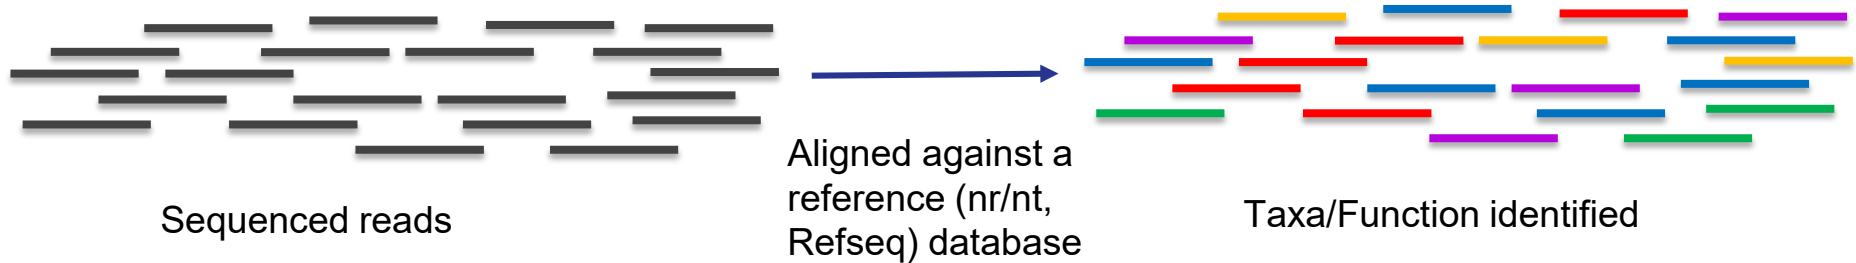 Sequenced reads
Aligned against a
reference (nr/nt,
Refseq) database
Taxa/Function identified